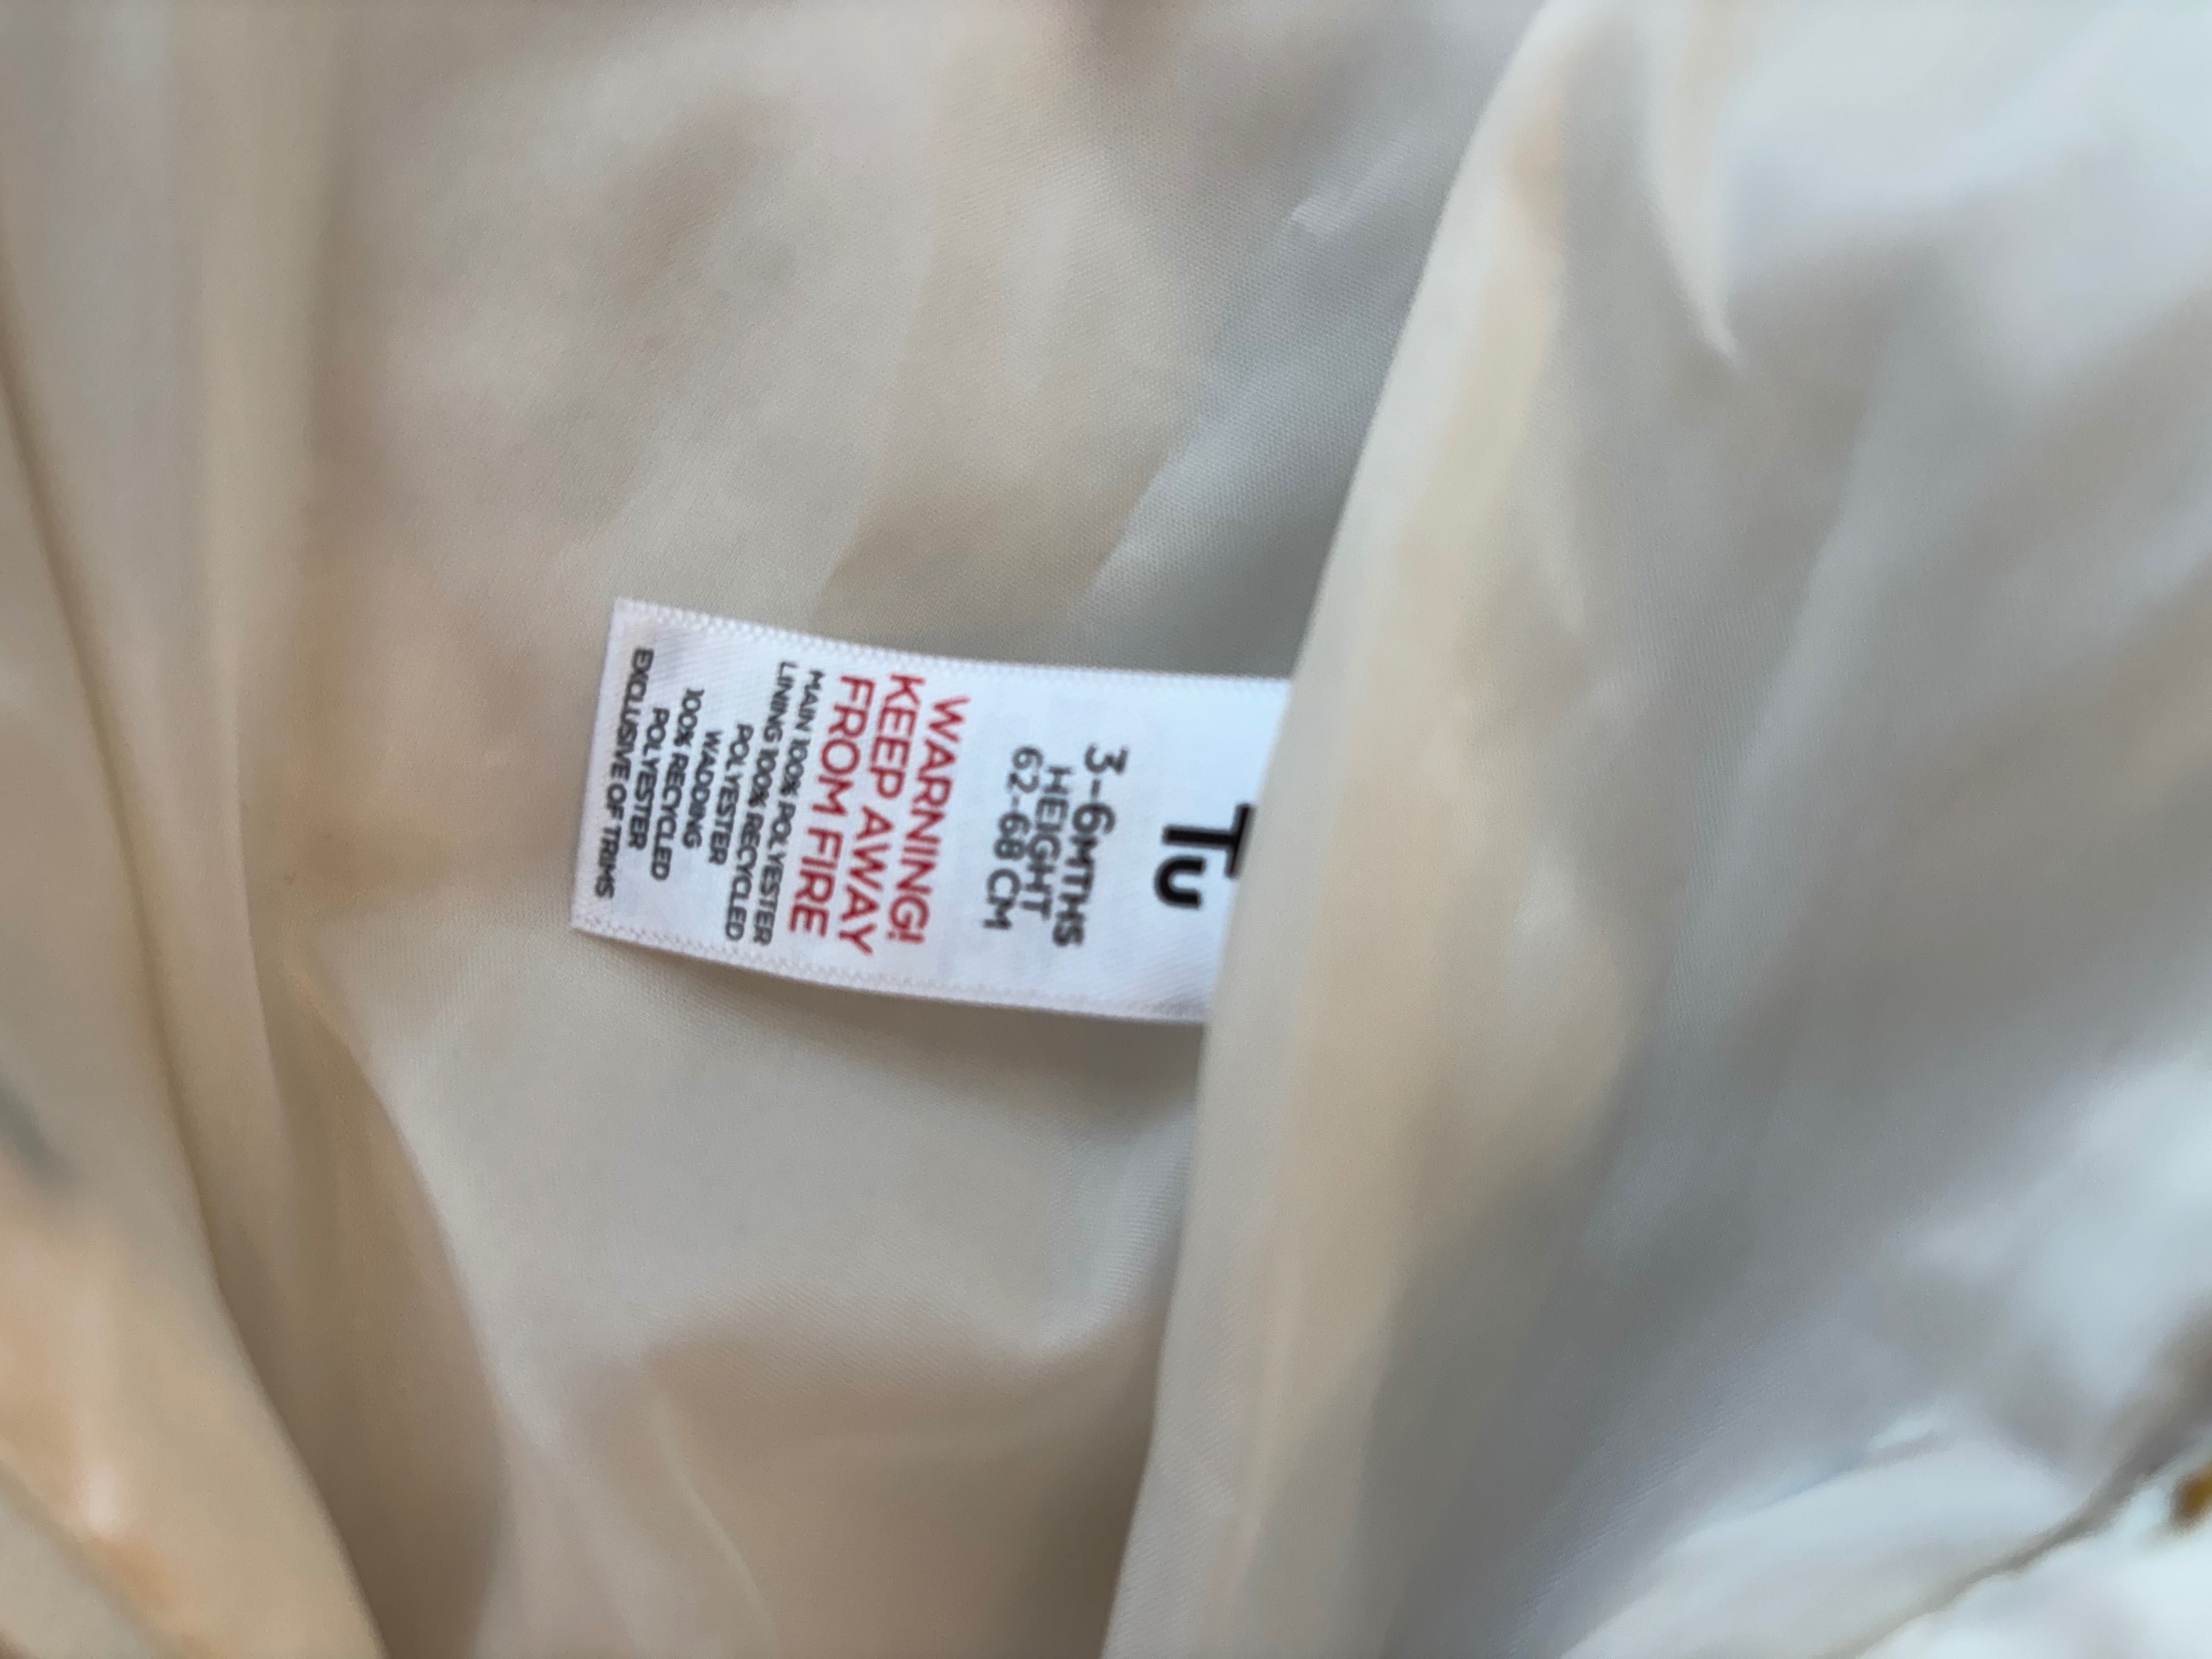 Tu
3-6MTHS
HEIGHT
62-68 CM
WARNING!
KEEP AWAY
FROM FIRE
MAIN 100% POLYESTER
LINING 100% RECYCLED
POLYESTER
WADDING
100% RECYCLED
POLYESTER
EXCLUSIVE OF TRIMS